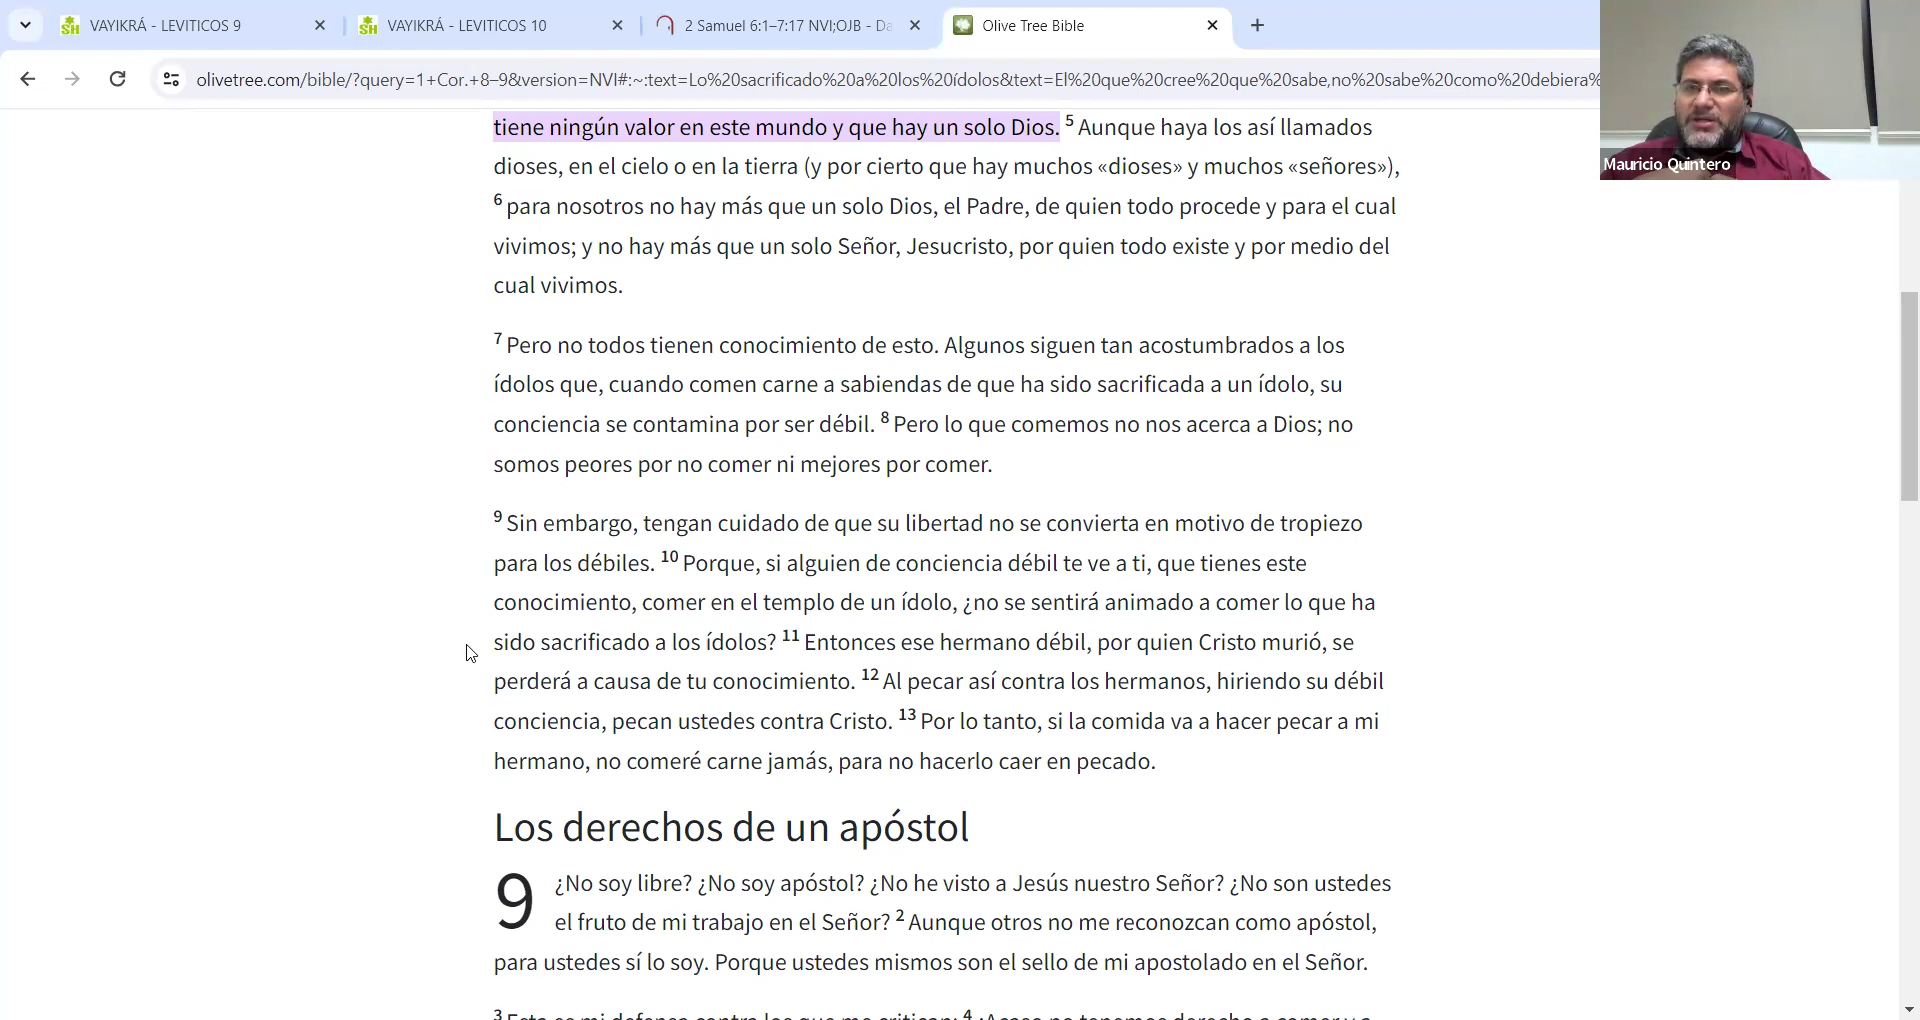 VAYIKRÁ - LEVITICOS 9
VAYIKRÁ - LEVITICOS 10
2 Samuel 6:1–7:17 NVI;OJB - Da
Olive Tree Bible
olivetree.com/bible/?query=1+Cor.+8–9&version=NVI#:~:text=Lo%20sacrificado%20a%20los%20ídolos&text=El%20que%20cree%20que%20sabe,no%20sabe%20como%20debiera%
Mauricio Quintero
tiene ningún valor en este mundo y que hay un solo Dios. 5 Aunque haya los así llamados
dioses, en el cielo o en la tierra (y por cierto que hay muchos «dioses» y muchos «señores»),
6 para nosotros no hay más que un solo Dios, el Padre, de quien todo procede y para el cual
vivimos; y no hay más que un solo Señor, Jesucristo, por quien todo existe y por medio del
cual vivimos.
7 Pero no todos tienen conocimiento de esto. Algunos siguen tan acostumbrados a los
ídolos que, cuando comen carne a sabiendas de que ha sido sacrificada a un ídolo, su
conciencia se contamina por ser débil. 8 Pero lo que comemos no nos acerca a Dios; no
somos peores por no comer ni mejores por comer.
9 Sin embargo, tengan cuidado de que su libertad no se convierta en motivo de tropiezo
para los débiles. 10 Porque, si alguien de conciencia débil te ve a ti, que tienes este
conocimiento, comer en el templo de un ídolo, ¿no se sentirá animado a comer lo que ha
sido sacrificado a los ídolos? 11 Entonces ese hermano débil, por quien Cristo murió, se
perderá a causa de tu conocimiento. 12 Al pecar así contra los hermanos, hiriendo su débil
conciencia, pecan ustedes contra Cristo. 13 Por lo tanto, si la comida va a hacer pecar a mi
hermano, no comeré carne jamás, para no hacerlo caer en pecado.
Los derechos de un apóstol
9 ¿No soy libre? ¿No soy apóstol? ¿No he visto a Jesús nuestro Señor? ¿No son ustedes
el fruto de mi trabajo en el Señor? 2 Aunque otros no me reconozcan como apóstol,
para ustedes sí lo soy. Porque ustedes mismos son el sello de mi apostolado en el Señor.
3 Esta es mi defensa contra los que me critican: 4 ¿Acaso no tenemos derecho a comer y a